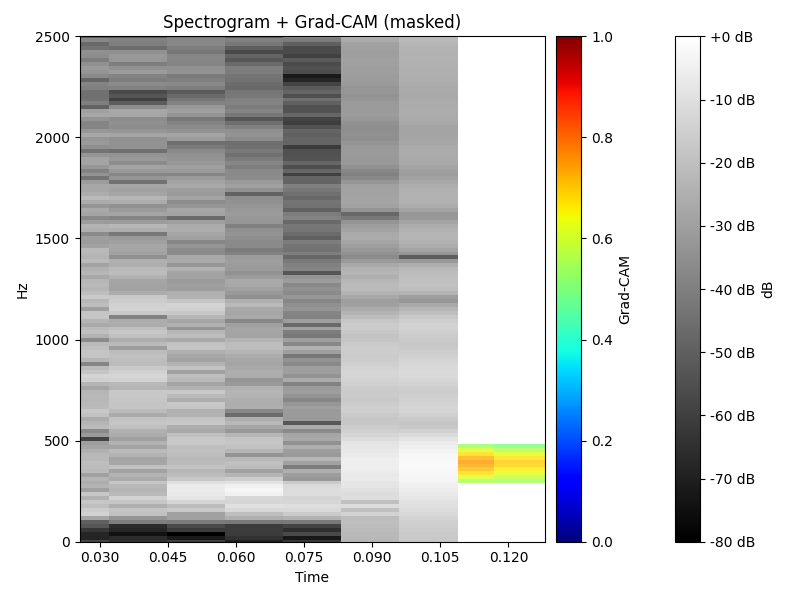 Spectrogram + Grad-CAM (masked)
2500
2000
1500
1000
500
0
Hz
0.030 0.045 0.060 0.075 0.090 0.105 0.120
Time
1.0
0.8
0.6
0.4
0.2
0.0
Grad-CAM
+0 dB
-10 dB
-20 dB
-30 dB
-40 dB
-50 dB
-60 dB
-70 dB
-80 dB
dB